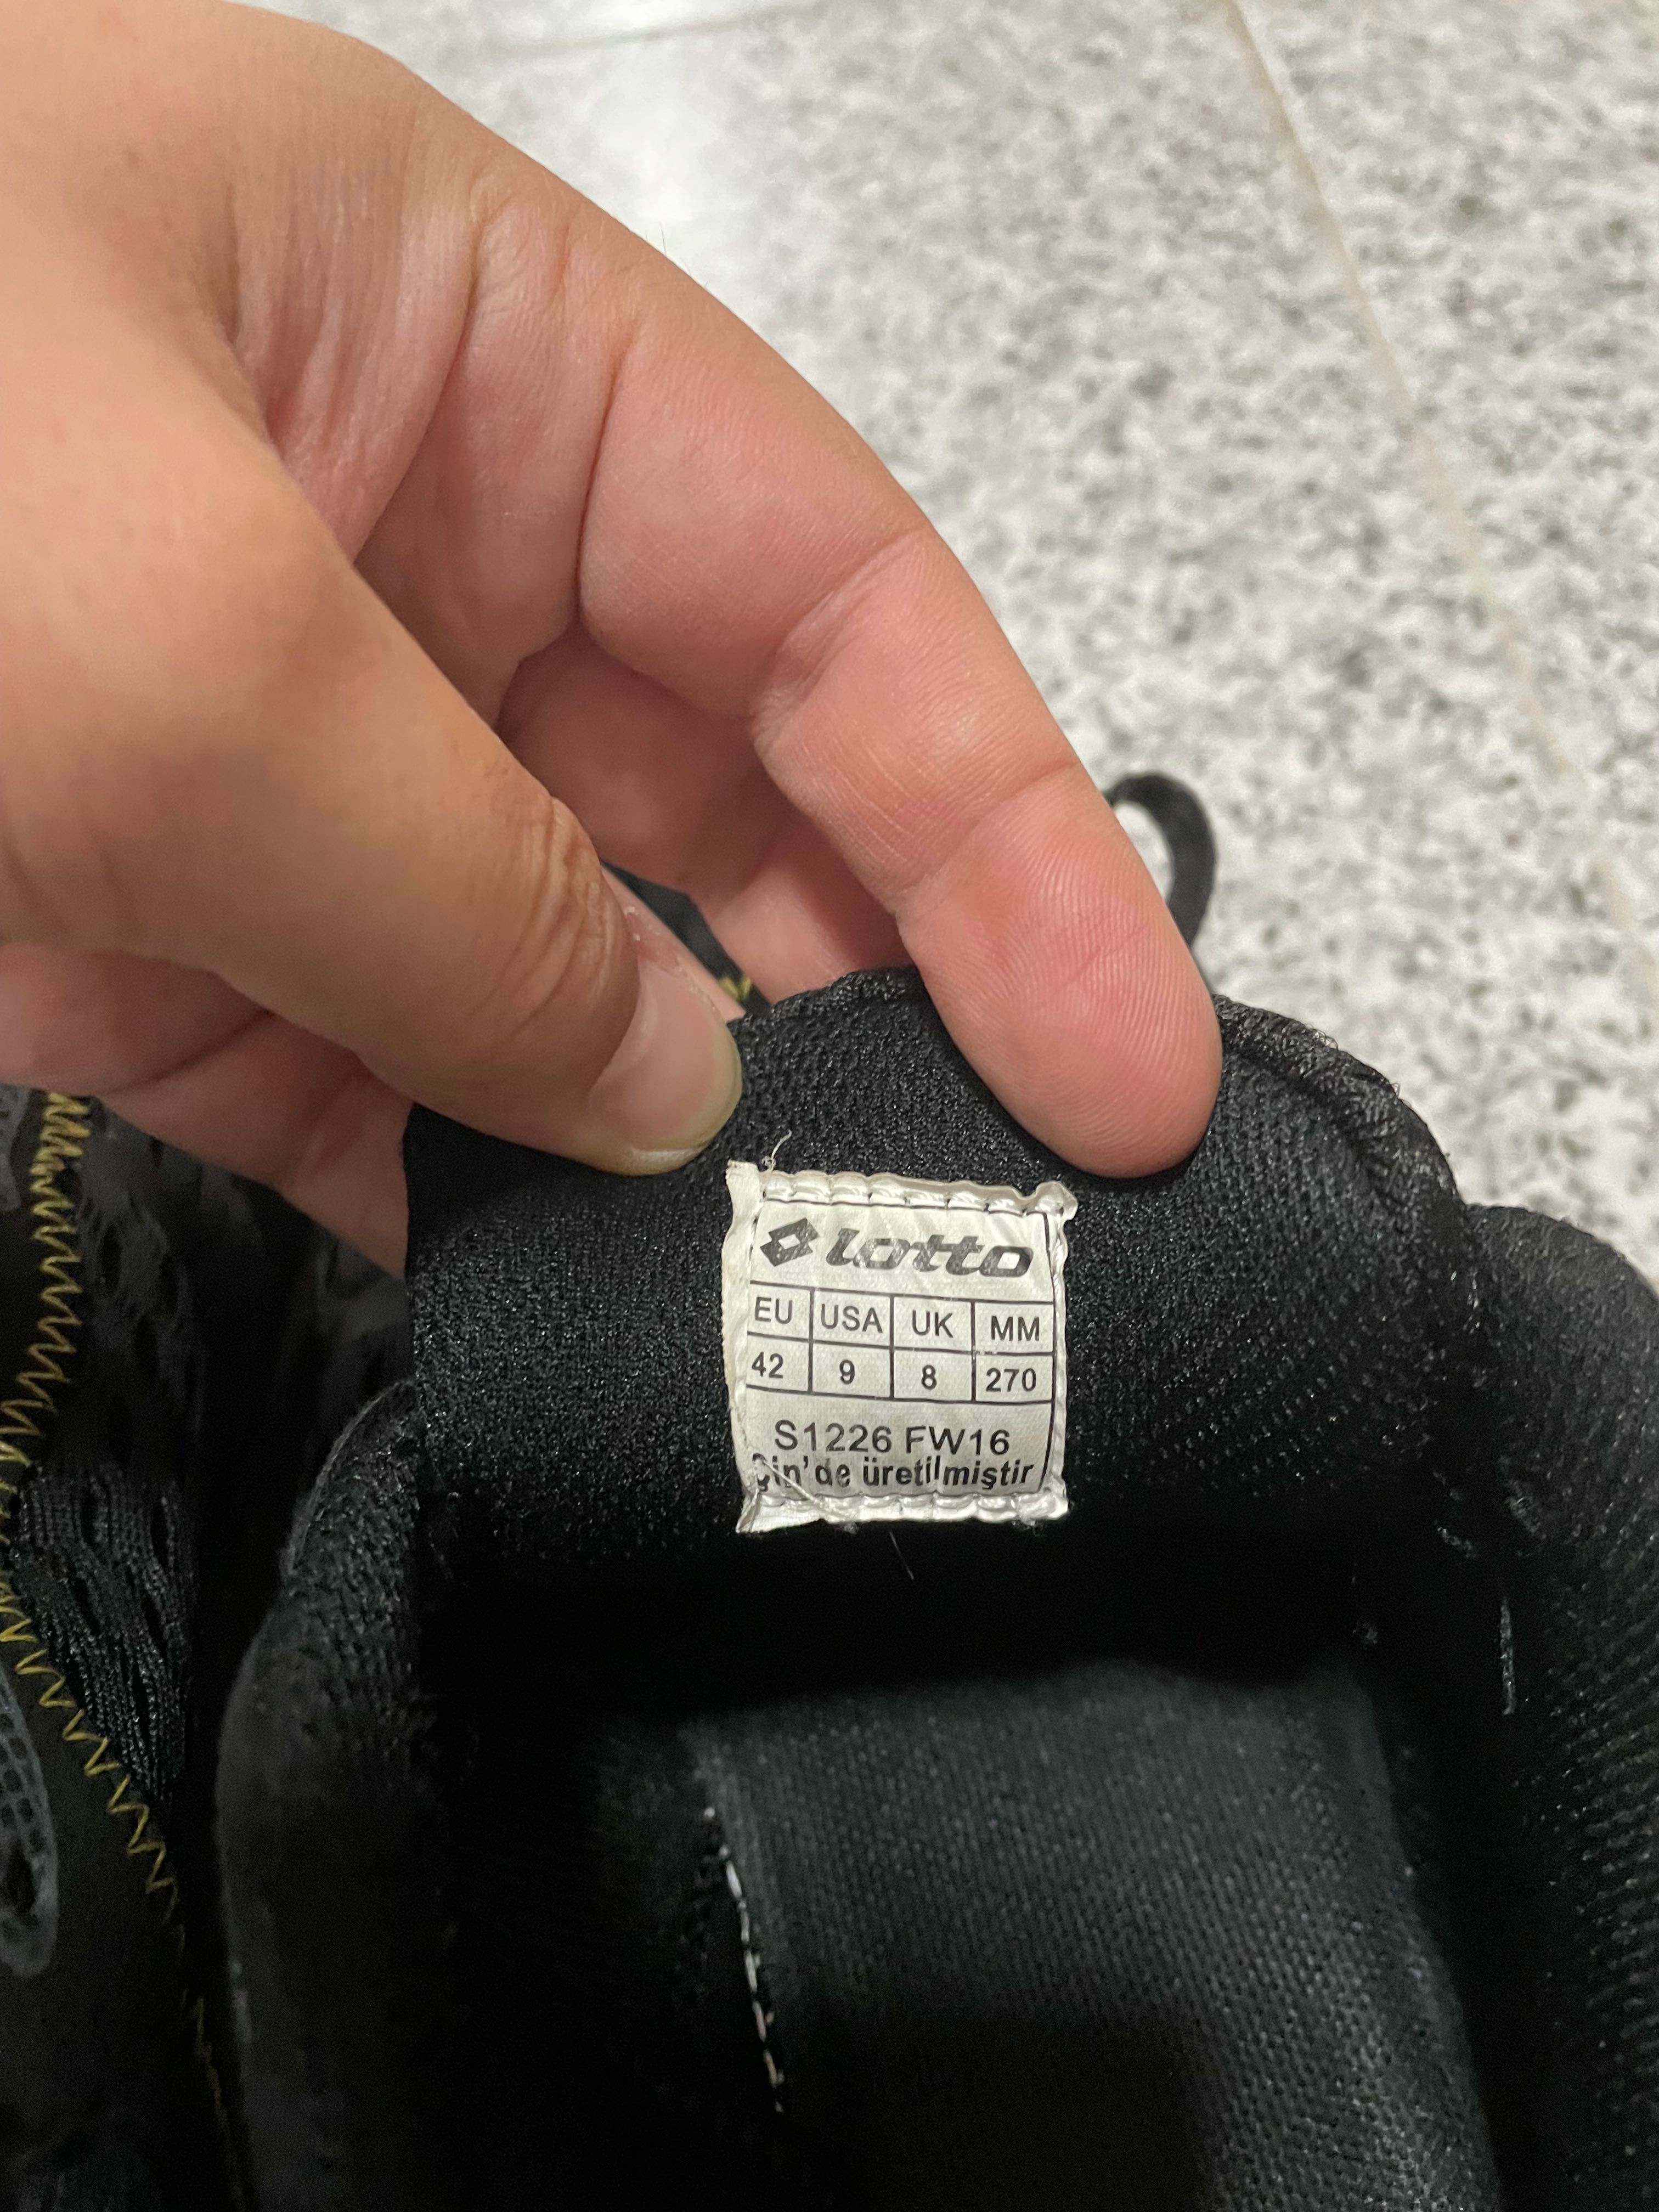 lotto
EU USA UK MM
42 9 8 270
S1226 FW16
Çin'de üretilmiştir